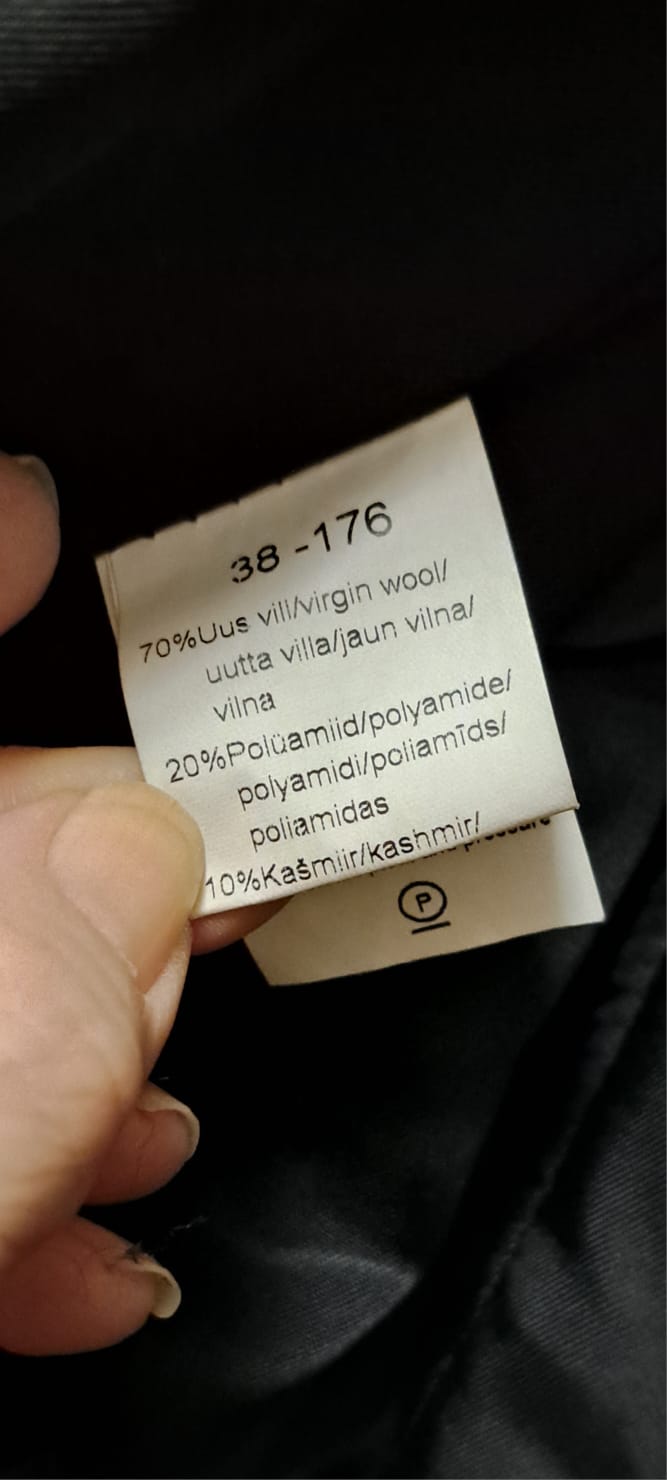 38 -176
70%Uus vill/virgin wool/
uutta villa/jaun vilna/
vilna
20%Polüamiid/polyamide/
polyamidi/poliamīds/
poliamidas
10%Kašmiir/kashmir/
pressure
P